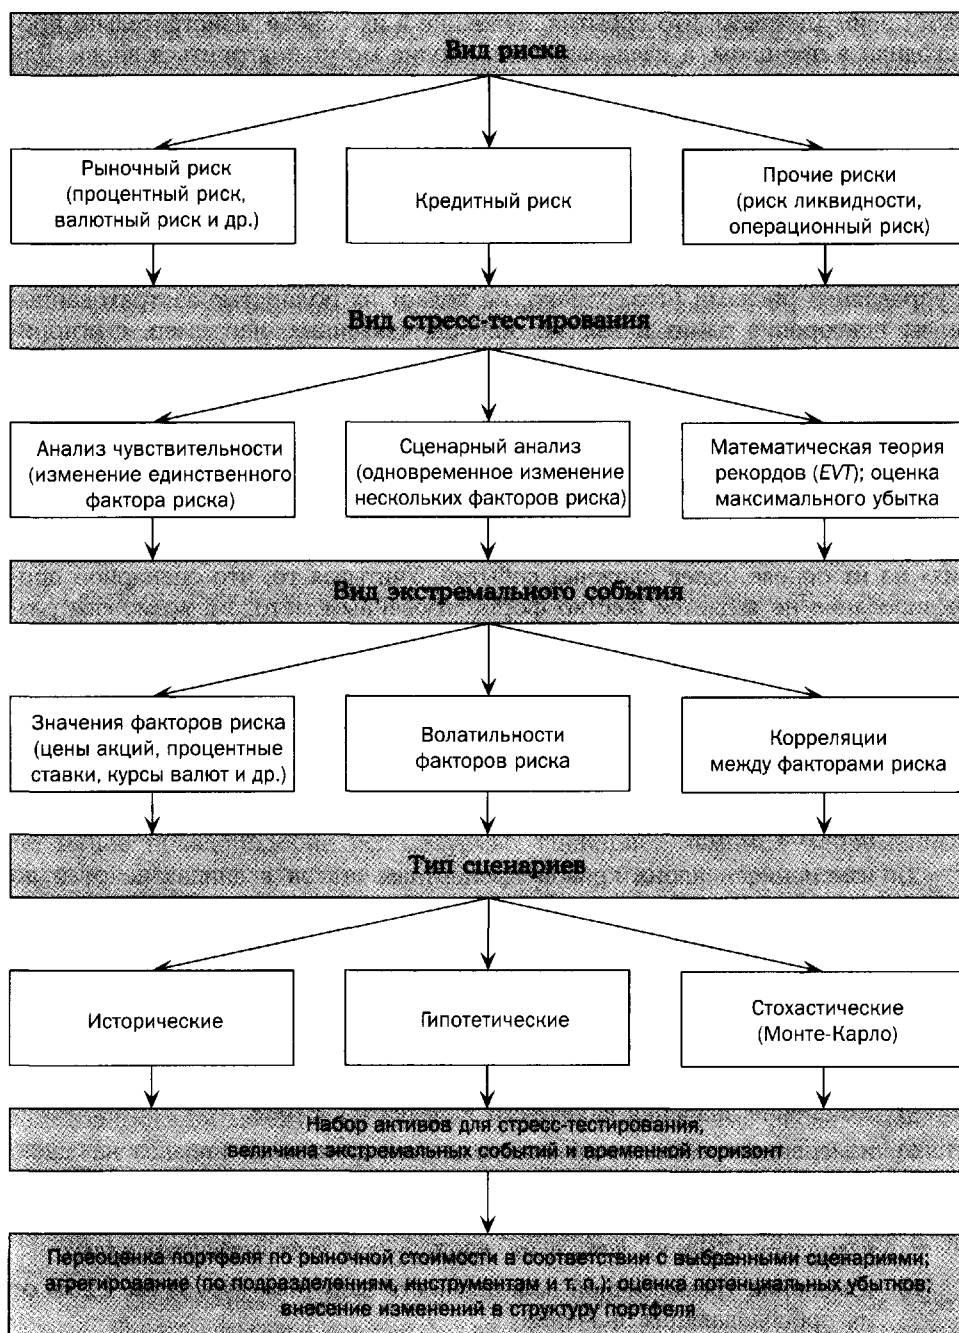 Вид риска
Рыночный риск
(процентный риск,
валютный риск и др.)
Кредитный риск
Прочие риски
(риск ликвидности,
операционный риск)
Вид стресс-тестирования
Анализ чувствительности
(изменение единственного
фактора риска)
Сценарный анализ
(одновременное изменение
нескольких факторов риска)
Математическая теория
рекордов (EVT); оценка
максимального убытка
Вид экстремального события
Значения факторов риска
(цены акций, процентные
ставки, курсы валют и др.)
Волатильности
факторов риска
Корреляции
между факторами риска
Тип сценариев
Исторические
Гипотетические
Стохастические
(Монте-Карло)
Набор активов для стресс-тестирования,
величина экстремальных событий и временной горизонт
Переоценка портфеля по рыночной стоимости в соответствии с выбранными сценариями;
агрегирование (по подразделениям, инструментам и т. п.); оценка потенциальных убытков;
внесение изменений в структуру портфеля